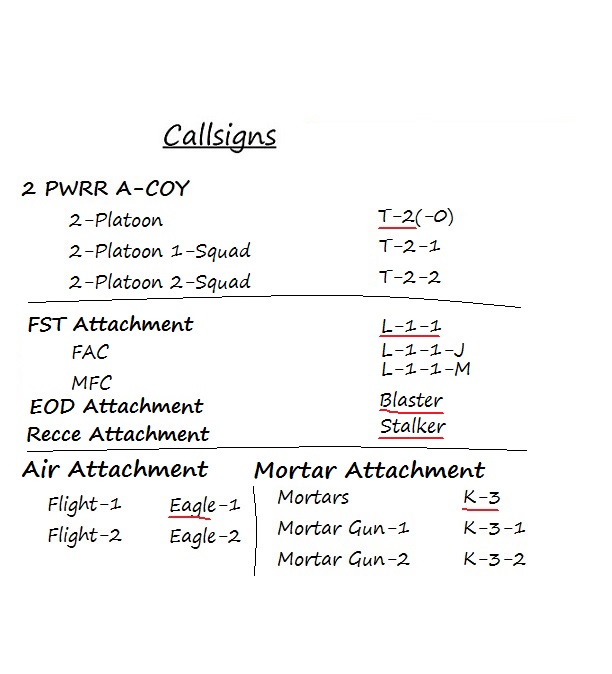 Callsigns
2 PWRR A-COY
2-Platoon T-2(-0)
2-Platoon 1-Squad T-2-1
2-Platoon 2-Squad T-2-2
FST Attachment L-1-1
FAC L-1-1-J
MFC L-1-1-M
EOD Attachment Blaster
Recce Attachment Stalker
Air Attachment Mortar Attachment
Flight-1 Eagle-1 Mortars K-3
Flight-2 Eagle-2 Mortar Gun-1 K-3-1
Mortar Gun-2 K-3-2